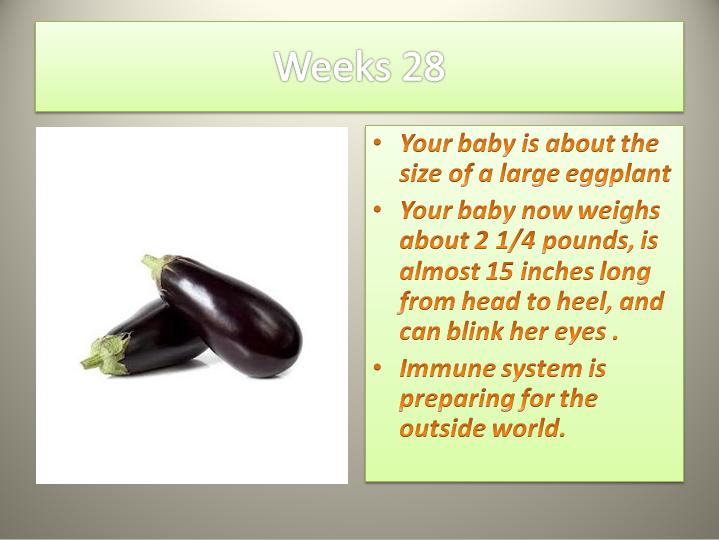 Weeks 28
• Your baby is about the
size of a large eggplant
• Your baby now weighs
about 2 1/4 pounds, is
almost 15 inches long
from head to heel, and
can blink her eyes .
• Immune system is
preparing for the
outside world.